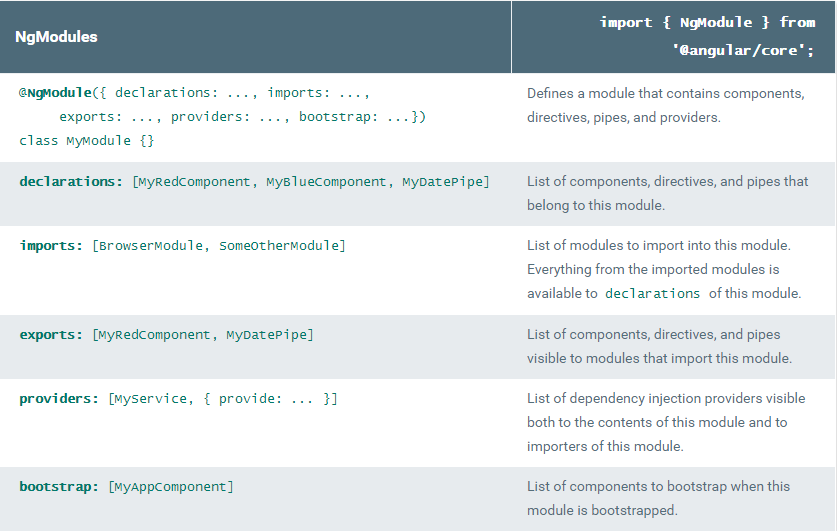 NgModules
import { NgModule } from
'@angular/core';
@NgModule({ declarations: ..., imports: ...,
exports: ..., providers: ..., bootstrap: ...})
class MyModule {}
Defines a module that contains components,
directives, pipes, and providers.
declarations: [MyRedComponent, MyBlueComponent, MyDatePipe]
List of components, directives, and pipes that
belong to this module.
imports: [BrowserModule, SomeOtherModule]
List of modules to import into this module.
Everything from the imported modules is
available to declarations of this module.
exports: [MyRedComponent, MyDatePipe]
List of components, directives, and pipes
visible to modules that import this module.
providers: [MyService, { provide: ... }]
List of dependency injection providers visible
both to the contents of this module and to
importers of this module.
bootstrap: [MyAppComponent]
List of components to bootstrap when this
module is bootstrapped.